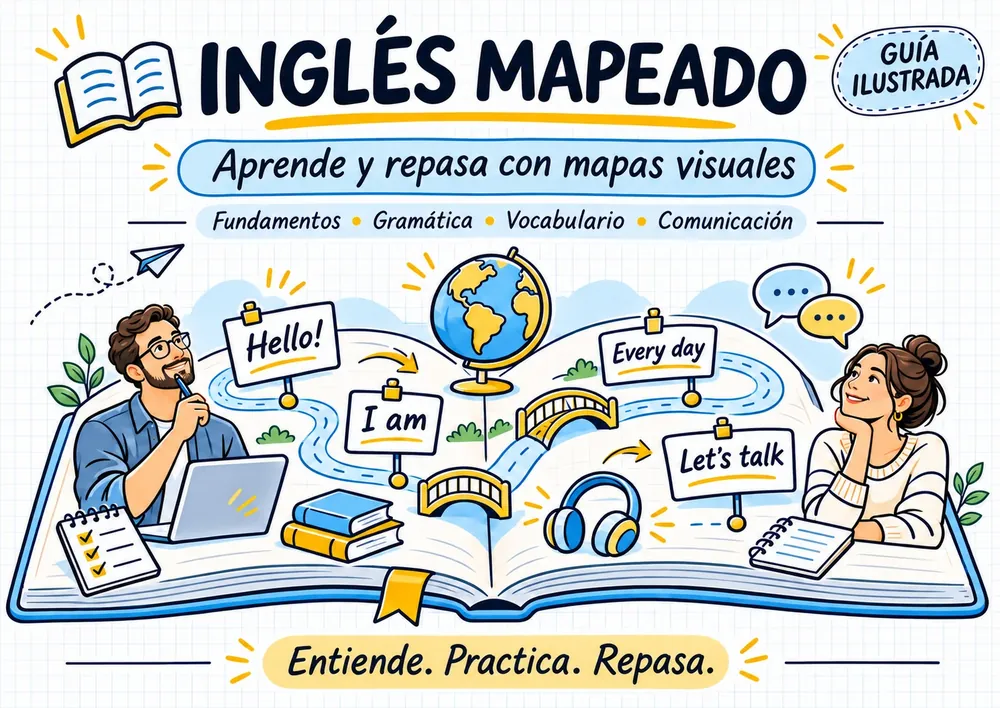 INGLÉS MAPEADO
GUÍA
ILUSTRADA
Aprende y repasa con mapas visuales
Fundamentos • Gramática • Vocabulario • Comunicación
Hello!
I am
Every day
Let's talk
Entiende. Practica. Repasa.